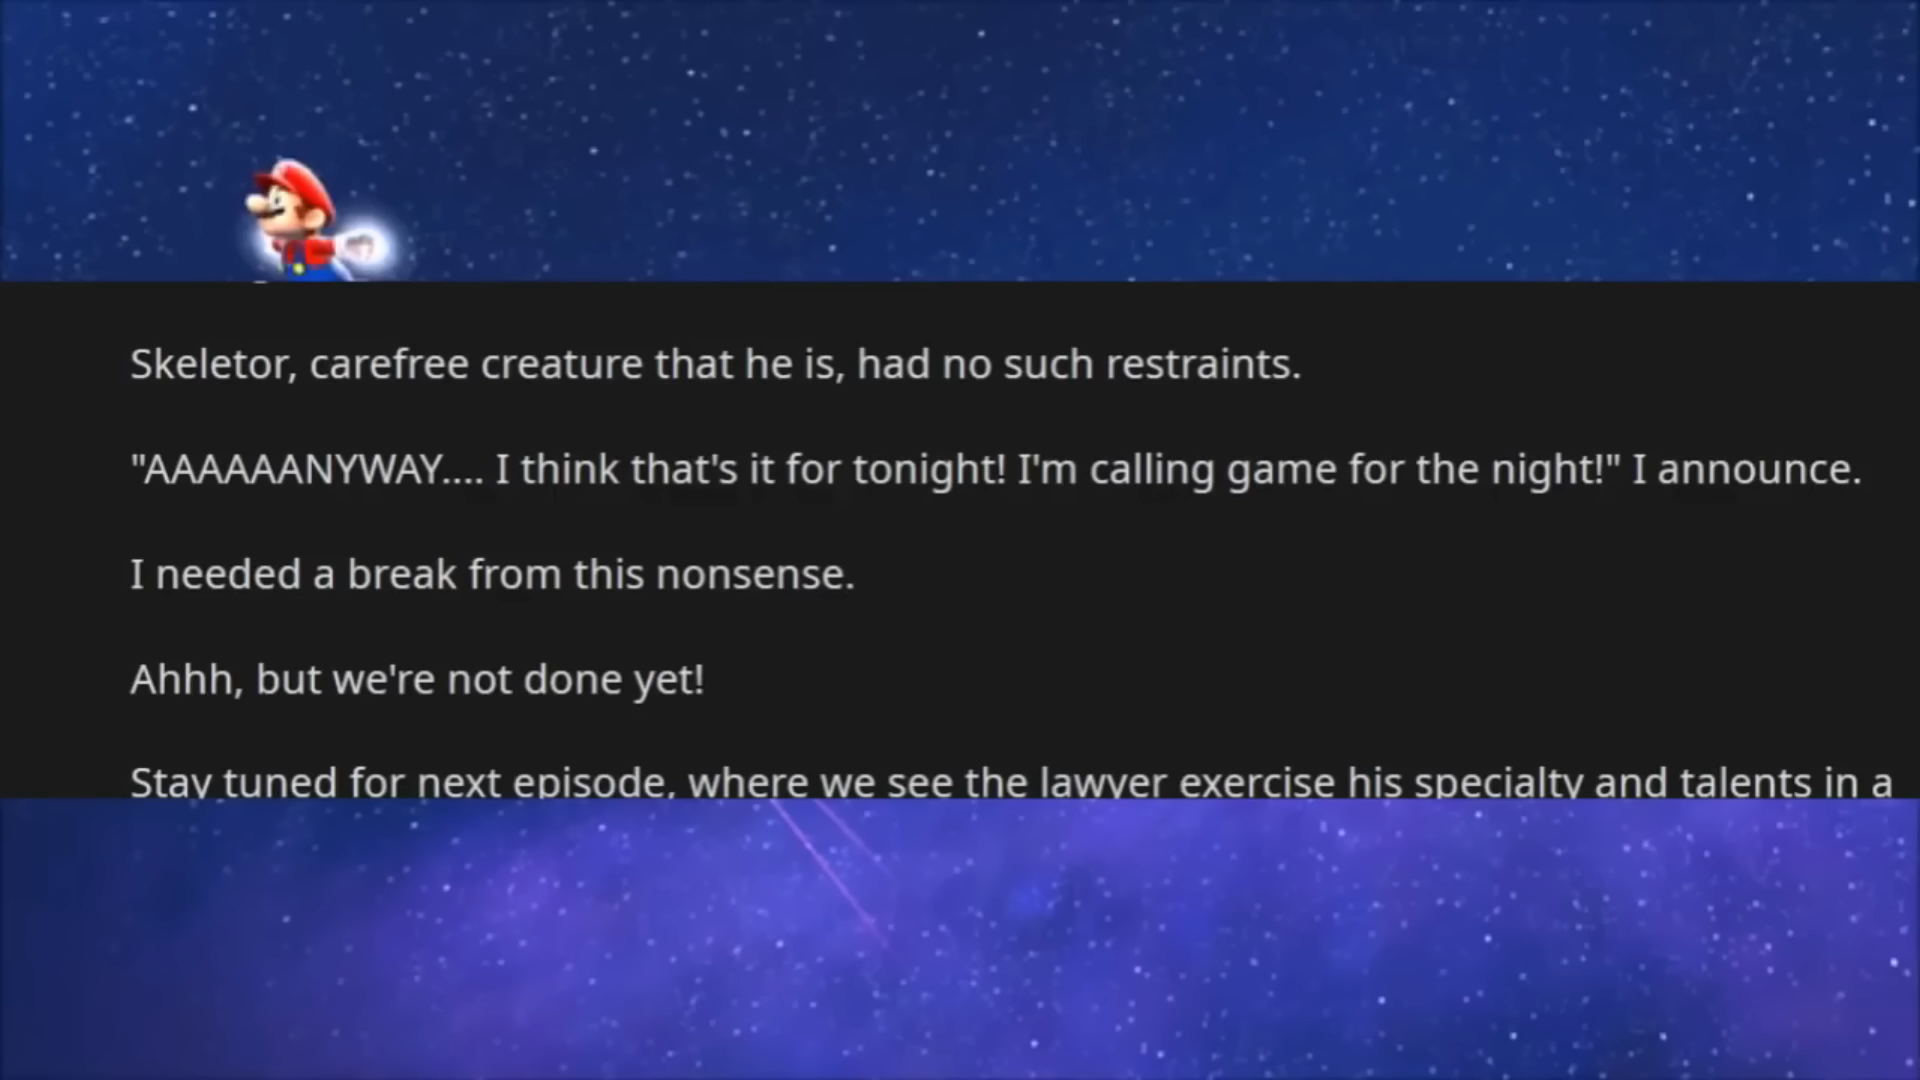 Skeletor, carefree creature that he is, had no such restraints.
"AAAAAANYWAY.... I think that's it for tonight! I'm calling game for the night!" I announce.
I needed a break from this nonsense.
Ahhh, but we're not done yet!
Stay tuned for next episode, where we see the lawyer exercise his specialty and talents in a